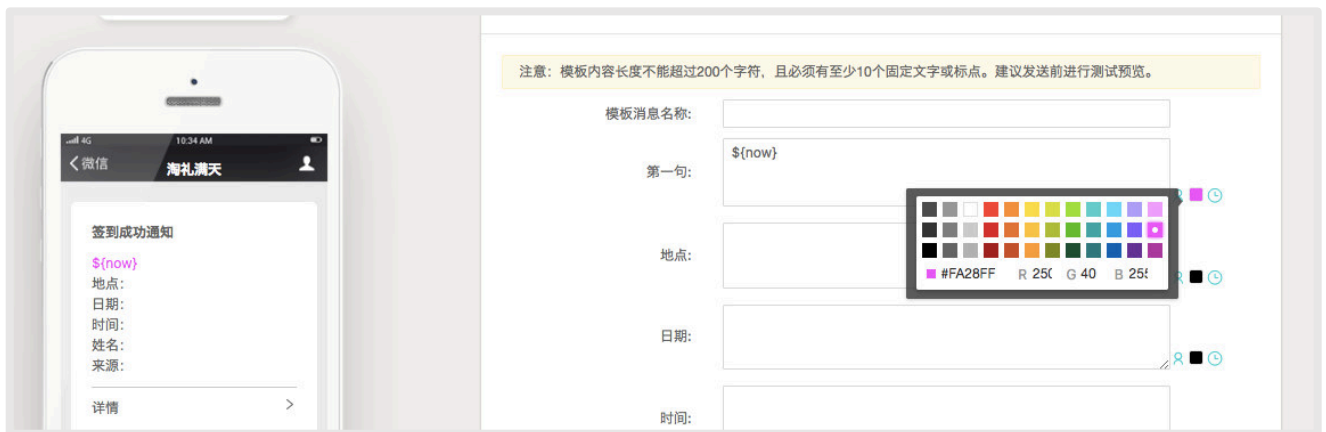 4G 10:34 AM
微信
淘礼满天
签到成功通知
${now}
地点:
日期:
时间:
姓名:
来源:
详情
注意：模板内容长度不能超过200个字符，且必须有至少10个固定文字或标点。建议发送前进行测试预览。
模板消息名称:
第一句:
${now}
地点:
#FA28FF R 250 G 40 B 255
日期:
时间: